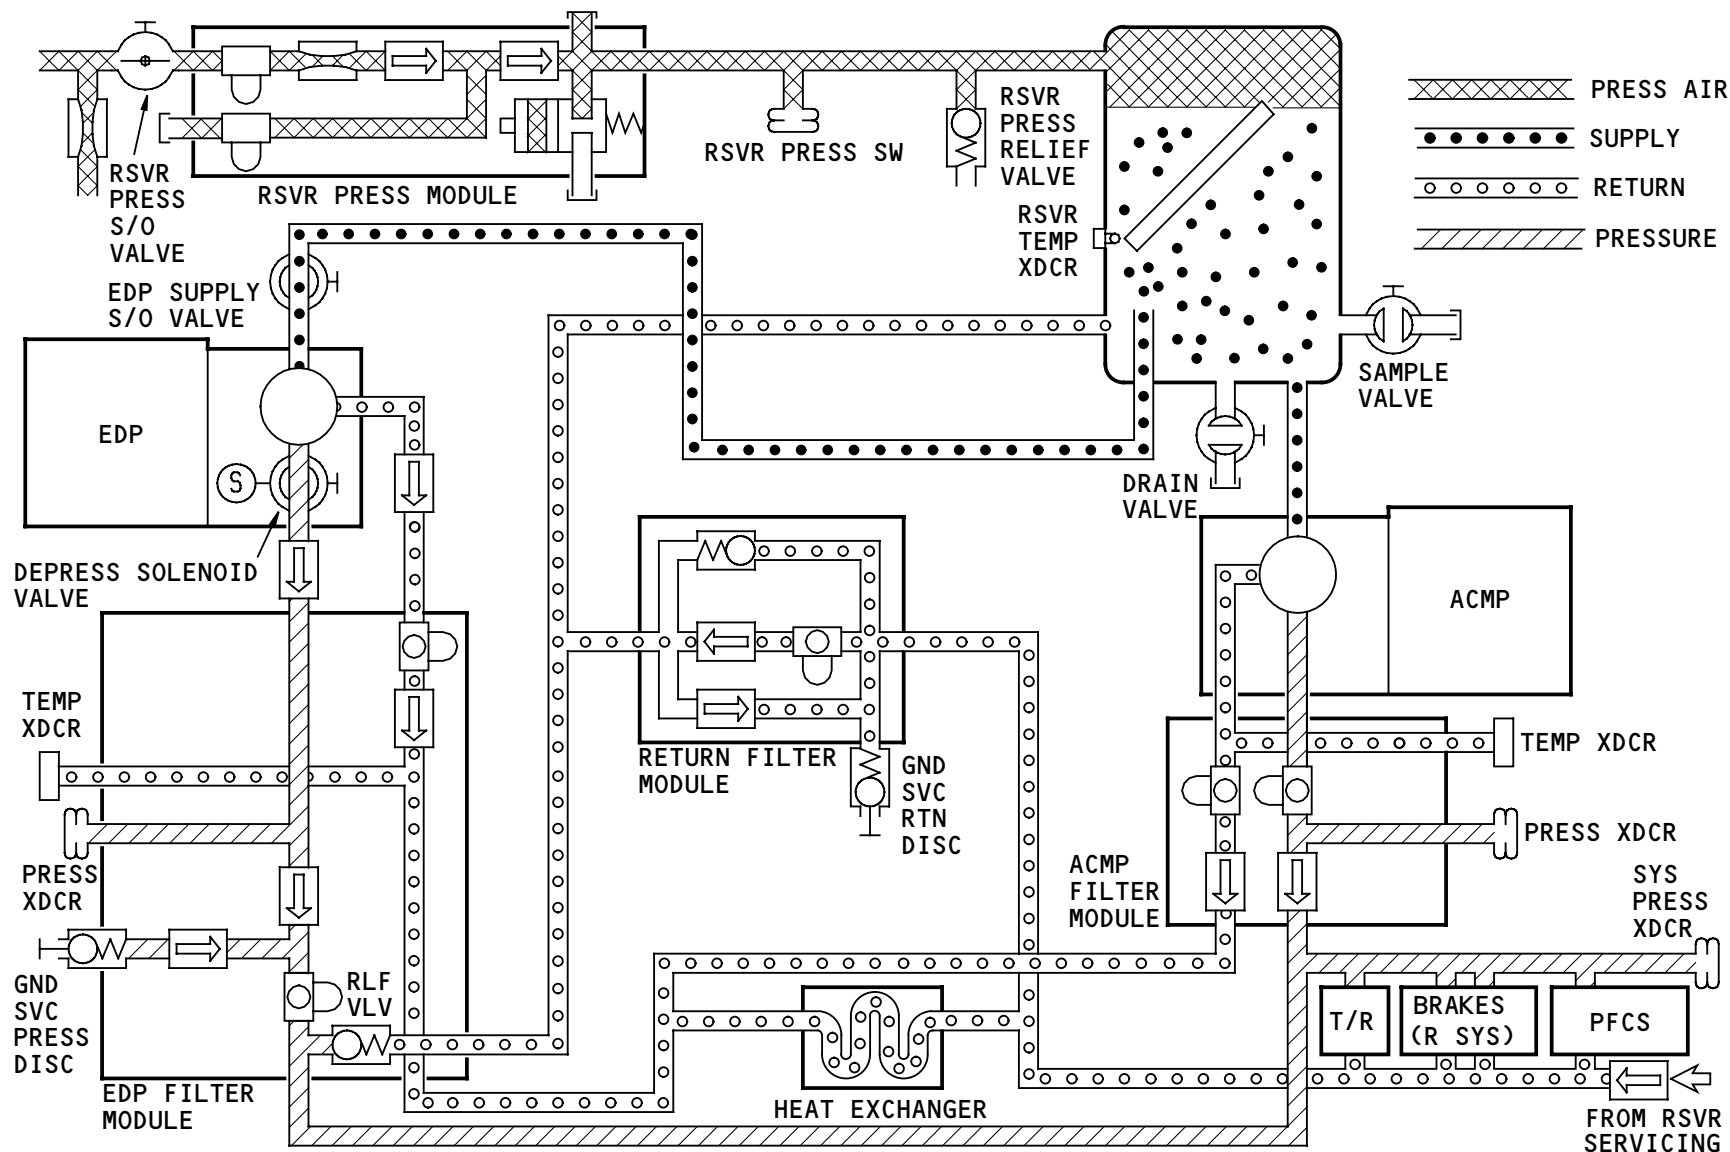 RSVR
PRESS
S/O
VALVE
RSVR PRESS MODULE
RSVR PRESS SW
RSVR
PRESS
RELIEF
VALVE
RSVR
TEMP
XDCR
PRESS AIR
SUPPLY
RETURN
PRESSURE
EDP SUPPLY
S/O VALVE
SAMPLE
VALVE
DRAIN
VALVE
EDP
S
DEPRESS SOLENOID
VALVE
ACMP
TEMP
XDCR
PRESS
XDCR
GND
SVC
PRESS
DISC
RLF
VLV
EDP FILTER
MODULE
RETURN FILTER
MODULE
GND
SVC
RTN
DISC
TEMP XDCR
PRESS XDCR
ACMP
FILTER
MODULE
SYS
PRESS
XDCR
T/R
BRAKES
(R SYS)
PFCS
HEAT EXCHANGER
FROM RSVR
SERVICING